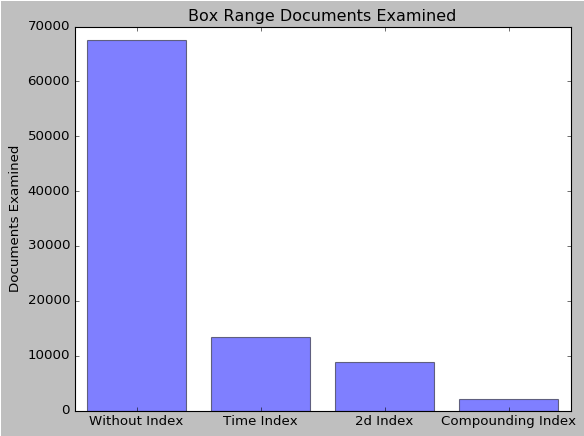 Box Range Documents Examined
70000
60000
50000
40000
30000
20000
10000
0
Documents Examined
Without Index
Time Index
2d Index
Compounding Index